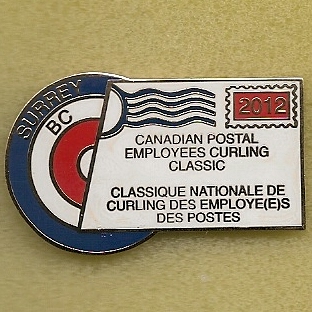 SURREY
BC
2012
CANADIAN POSTAL
EMPLOYEES CURLING
CLASSIC
CLASSIQUE NATIONALE DE
CURLING DES EMPLOYE(E)S
DES POSTES